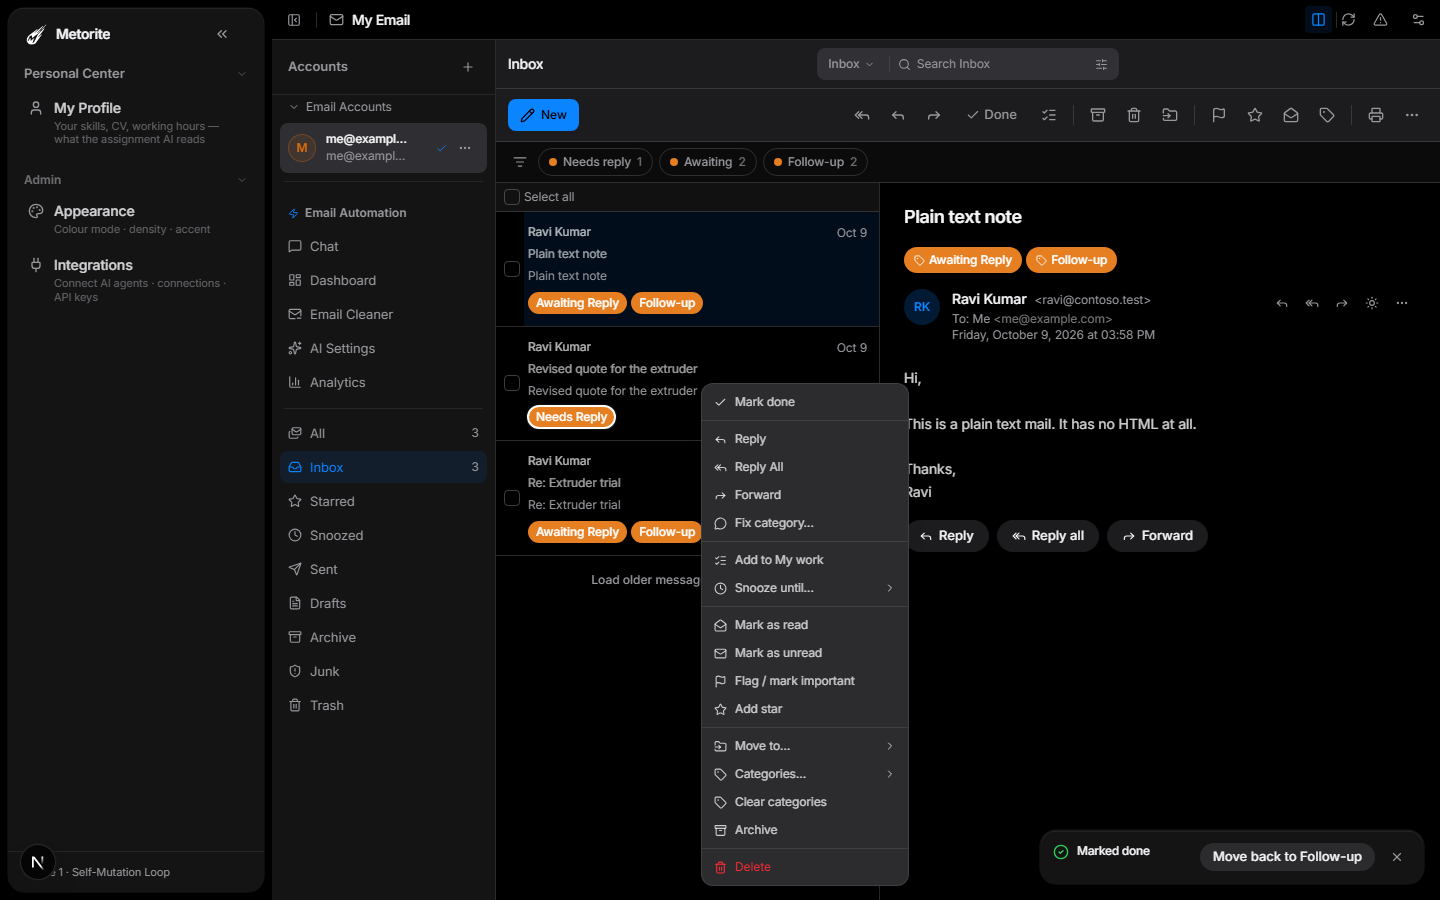 Metorite
Personal Center
My Profile
Your skills, CV, working hours —
what the assignment AI reads
Admin
Appearance
Colour mode · density · accent
Integrations
Connect AI agents · connections ·
API keys
N
1 · Self-Mutation Loop
My Email
Accounts
Email Accounts
M
me@exampl...
me@exampl...
Email Automation
Chat
Dashboard
Email Cleaner
AI Settings
Analytics
All 3
Inbox 3
Starred
Snoozed
Sent
Drafts
Archive
Junk
Trash
Inbox
Inbox
Search Inbox
New
Done
Needs reply 1
Awaiting 2
Follow-up 2
Select all
Ravi Kumar Oct 9
Plain text note
Plain text note
Awaiting Reply Follow-up
Ravi Kumar Oct 9
Revised quote for the extruder
Revised quote for the extruder
Needs Reply
Ravi Kumar
Re: Extruder trial
Re: Extruder trial
Awaiting Reply Follow-up
Load older messag
Mark done
Reply
Reply All
Forward
Fix category...
Add to My work
Snooze until...
Mark as read
Mark as unread
Flag / mark important
Add star
Move to...
Categories...
Clear categories
Archive
Delete
Plain text note
Awaiting Reply Follow-up
RK
Ravi Kumar <ravi@contoso.test>
To: Me <me@example.com>
Friday, October 9, 2026 at 03:58 PM
Hi,
This is a plain text mail. It has no HTML at all.
Thanks,
Ravi
Reply Reply all Forward
Marked done
Move back to Follow-up